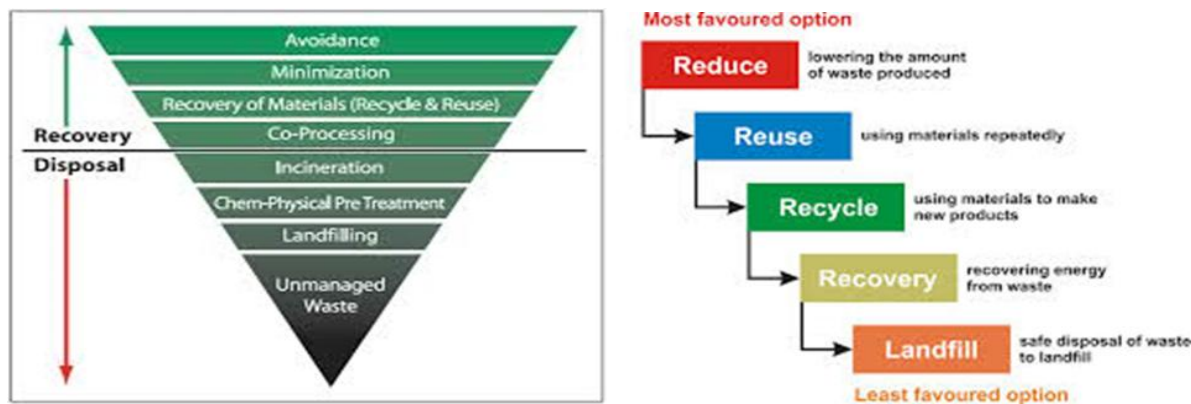 Avoidance
Minimization
Recovery of Materials (Recycle & Reuse)
Recovery
Co-Processing
Disposal
Incineration
Chem-Physical Pre Treatment
Landfilling
Unmanaged
Waste
Most favoured option
Reduce
lowering the amount
of waste produced
Reuse
using materials repeatedly
Recycle
using materials to make
new products
Recovery
recovering energy
from waste
Landfill
safe disposal of waste
to landfill
Least favoured option